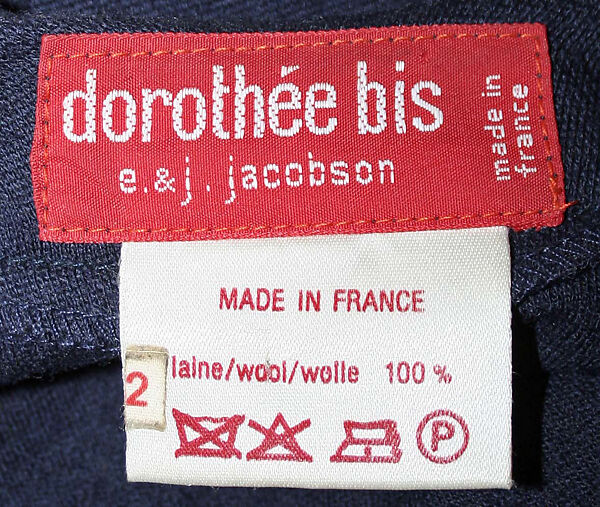 dorothée bis
e. & j. jacobson
made in
france
MADE IN FRANCE
laine/wool/wolle 100 %
2
P